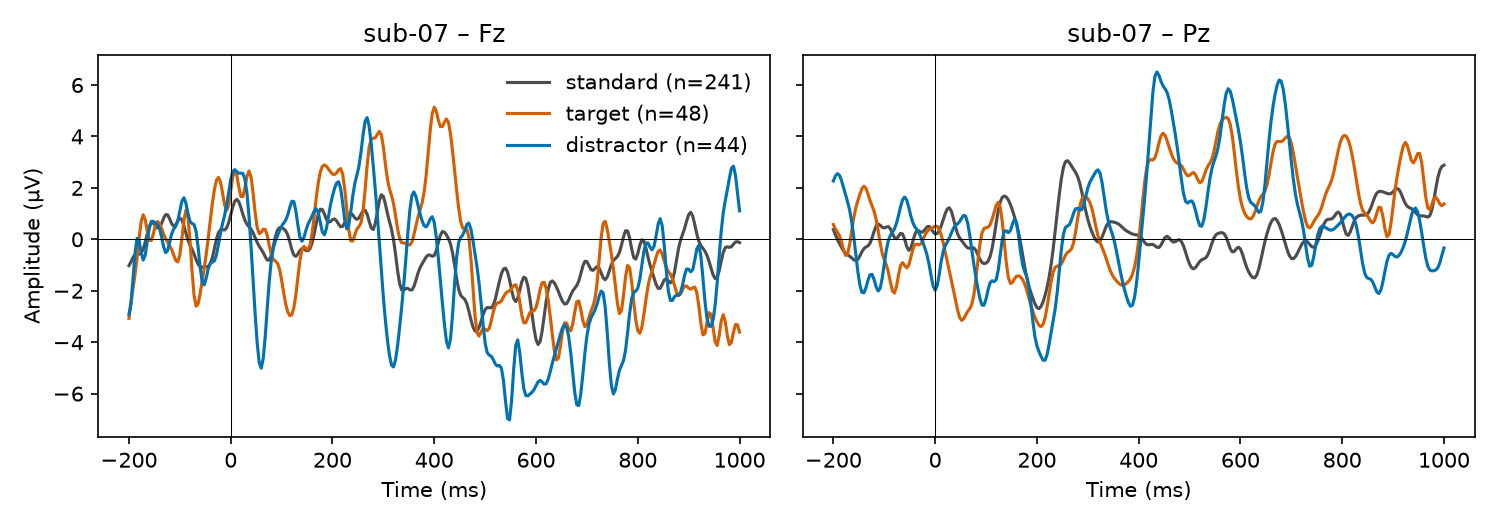 sub-07 – Fz
sub-07 – Pz
standard (n=241)
target (n=48)
distractor (n=44)
Amplitude (µV)
6
4
2
0
−2
−4
−6
−200 0 200 400 600 800 1000
−200 0 200 400 600 800 1000
Time (ms)
Time (ms)